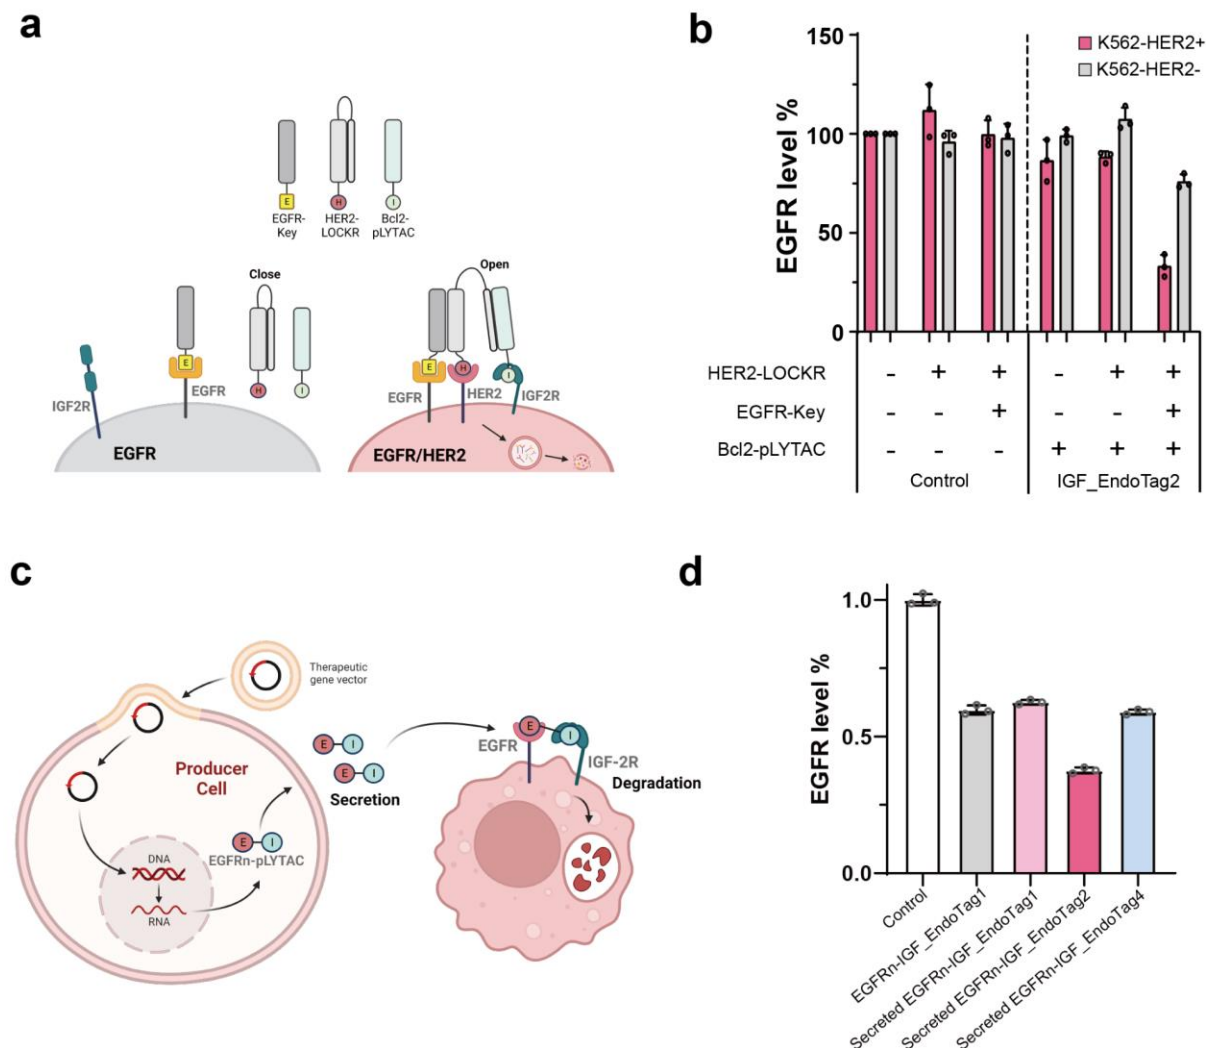 a
E
H
I
EGFR-
Key
HER2-
LOCKR
Bcl2-
pLYTAC
Close
Open
E
H
I
E
H
I
IGF2R
EGFR
EGFR
HER2
IGF2R
EGFR
EGFR/HER2
b
K562-HER2+
K562-HER2-
EGFR level %
150
100
50
0
HER2-LOCKR - + + - + +
EGFR-Key - - + - - +
Bcl2-pLYTAC - - - + + +
Control IGF_EndoTag2
c
Therapeutic
gene vector
Producer
Cell
E I
E I
Secretion
E I
EGFRn-pLYTAC
DNA
RNA
EGFR
E I
IGF-2R
Degradation
d
EGFR level %
1.0
0.5
0.0
Control
EGFRn-IGF_EndoTag1
Secreted EGFRn-IGF_EndoTag1
Secreted EGFRn-IGF_EndoTag2
Secreted EGFRn-IGF_EndoTag4